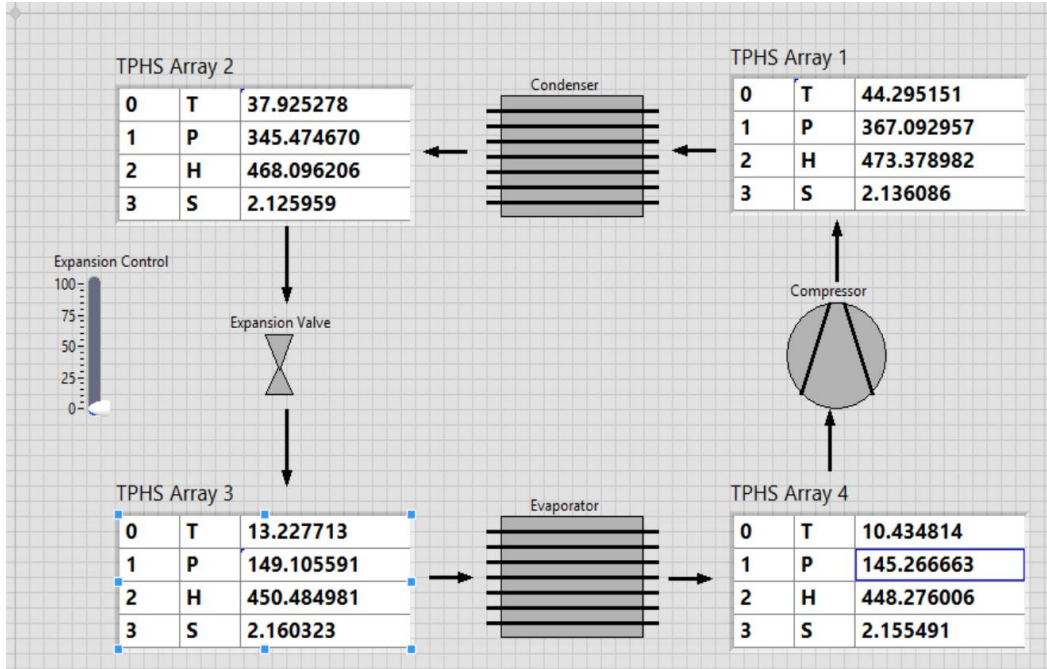 TPHS Array 2
0 T 37.925278
1 P 345.474670
2 H 468.096206
3 S 2.125959
Condenser
TPHS Array 1
0 T 44.295151
1 P 367.092957
2 H 473.378982
3 S 2.136086
Expansion Control
100
75
50
25
0
Expansion Valve
Compressor
TPHS Array 3
0 T 13.227713
1 P 149.105591
2 H 450.484981
3 S 2.160323
Evaporator
TPHS Array 4
0 T 10.434814
1 P 145.266663
2 H 448.276006
3 S 2.155491